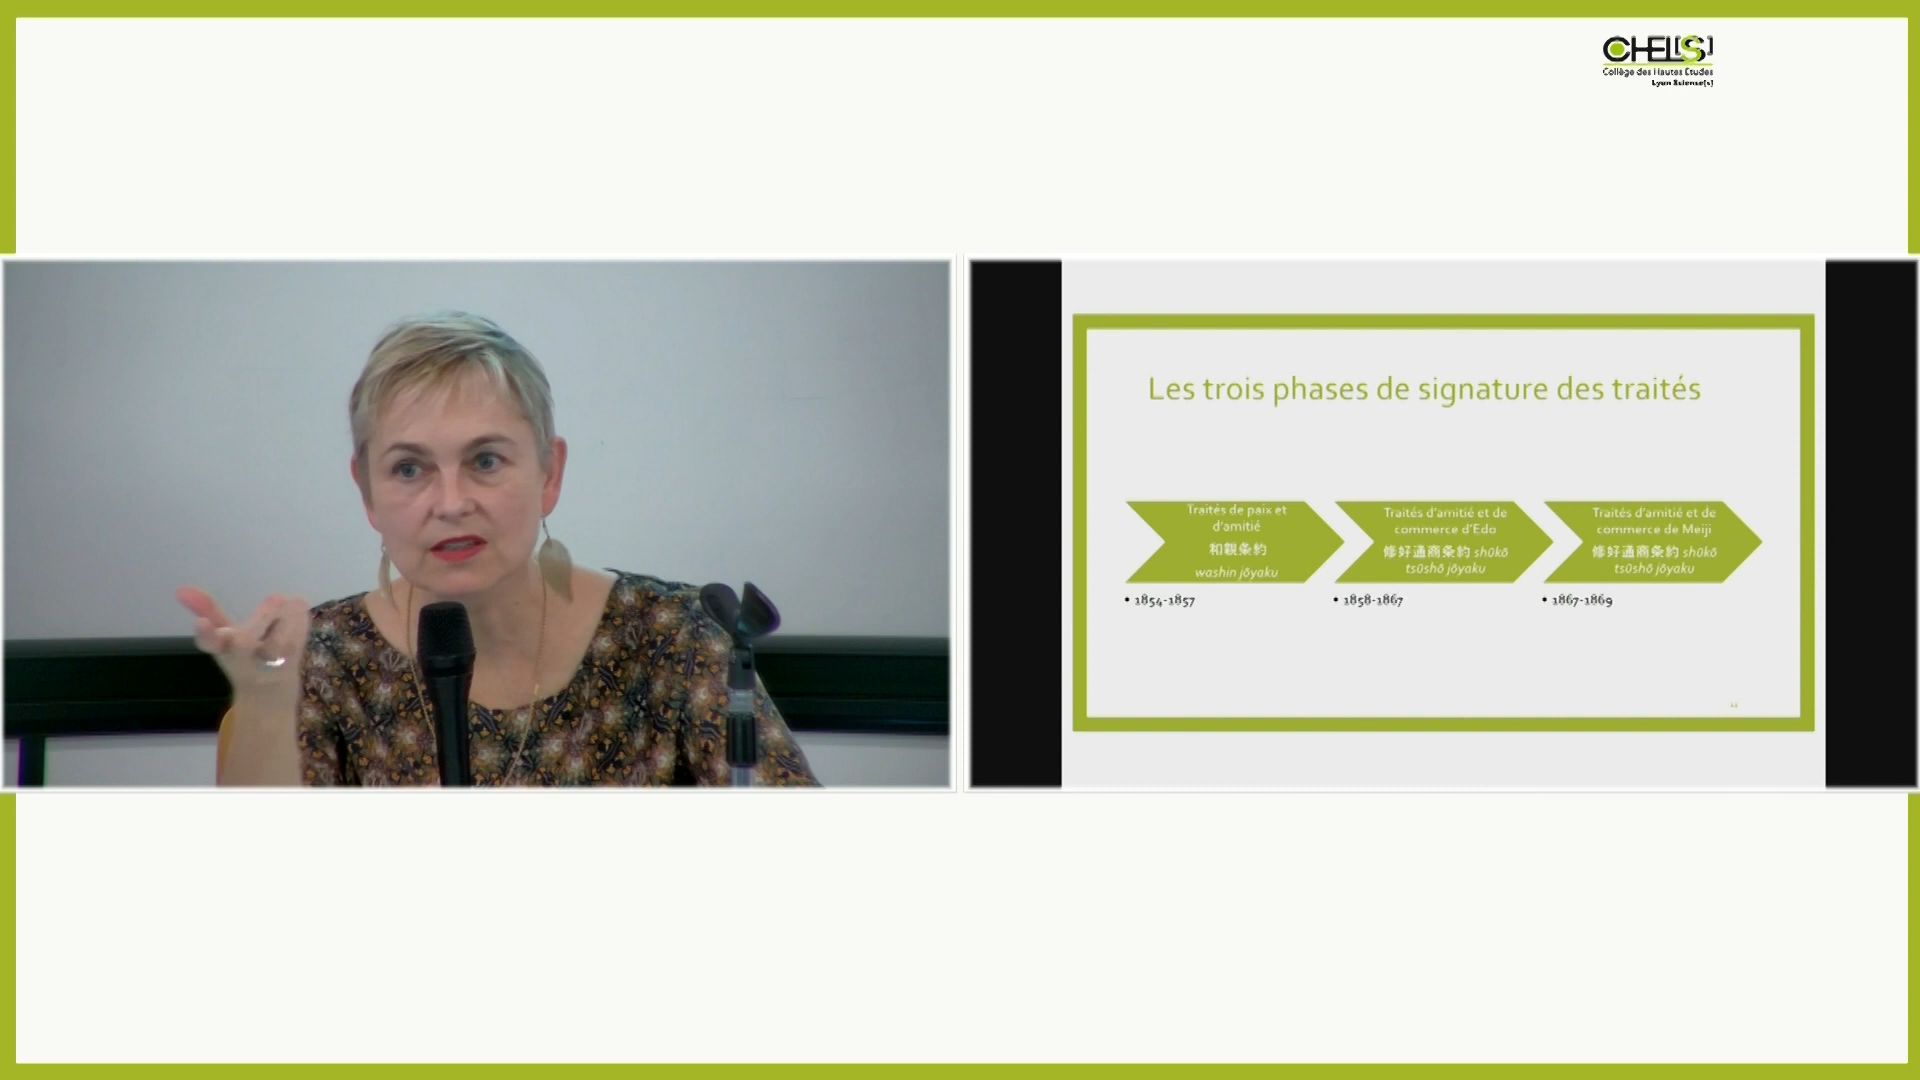 CHEL[S]
Collège des Hautes Etudes
Lyon Science[s]
Les trois phases de signature des traités
Traités de paix et
d'amitié
和親条約
washin jōyaku
• 1854-1857
Traités d'amitié et de
commerce d'Edo
修好通商条約 shūkō
tsūshō jōyaku
• 1858-1867
Traités d'amitié et de
commerce de Meiji
修好通商条約 shūkō
tsūshō jōyaku
• 1867-1869